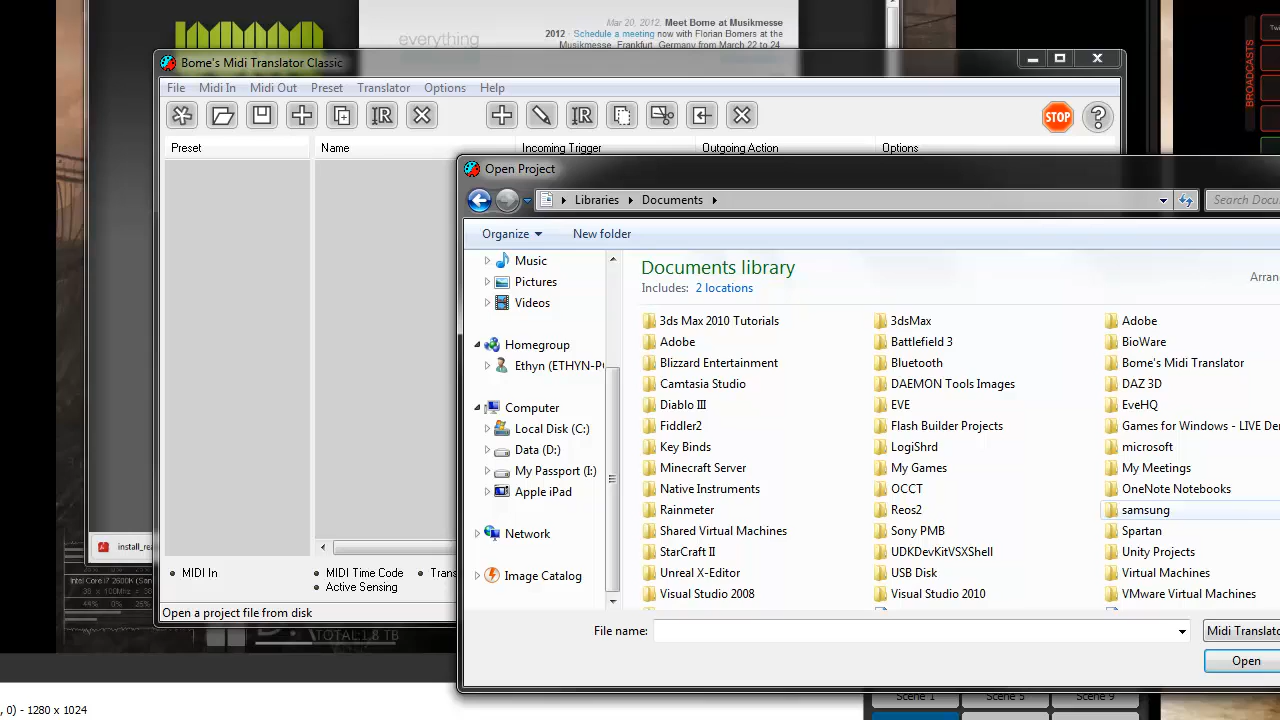 Mar 20, 2012. Meet Bome at Musikmesse
2012 · Schedule a meeting now with Florian Bomers at the
Musikmesse, Frankfurt, Germany from March 22 to 24
everything
BROADCASTS
Bome's Midi Translator Classic
File Midi In Midi Out Preset Translator Options Help
STOP
Preset Name Incoming Trigger Outgoing Action Options
Open Project
Libraries Documents
Search Docu
Organize New folder
Music
Pictures
Videos
Homegroup
Ethyn (ETHYN-PC
Computer
Local Disk (C:)
Data (D:)
My Passport (I:)
Apple iPad
Network
Image Catalog
Documents library
Includes: 2 locations
Arran
3ds Max 2010 Tutorials 3dsMax Adobe
Adobe Battlefield 3 BioWare
Blizzard Entertainment Bluetooth Bome's Midi Translator
Camtasia Studio DAEMON Tools Images DAZ 3D
Diablo III EVE EveHQ
Fiddler2 Flash Builder Projects Games for Windows - LIVE De
Key Binds LogiShrd microsoft
Minecraft Server My Games My Meetings
Native Instruments OCCT OneNote Notebooks
Rainmeter Reos2 samsung
Shared Virtual Machines Sony PMB Spartan
StarCraft II UDKDevKitVSXShell Unity Projects
Unreal X-Editor USB Disk Virtual Machines
Visual Studio 2008 Visual Studio 2010 VMware Virtual Machines
File name:
Midi Translato
Open
install_rea
MIDI In MIDI Time Code Trans
Active Sensing
Open a project file from disk
Intel Core i7 2600K (San
TOTAL:1.8 TB
Scene 1 Scene 5 Scene 9
, 0) - 1280 x 1024